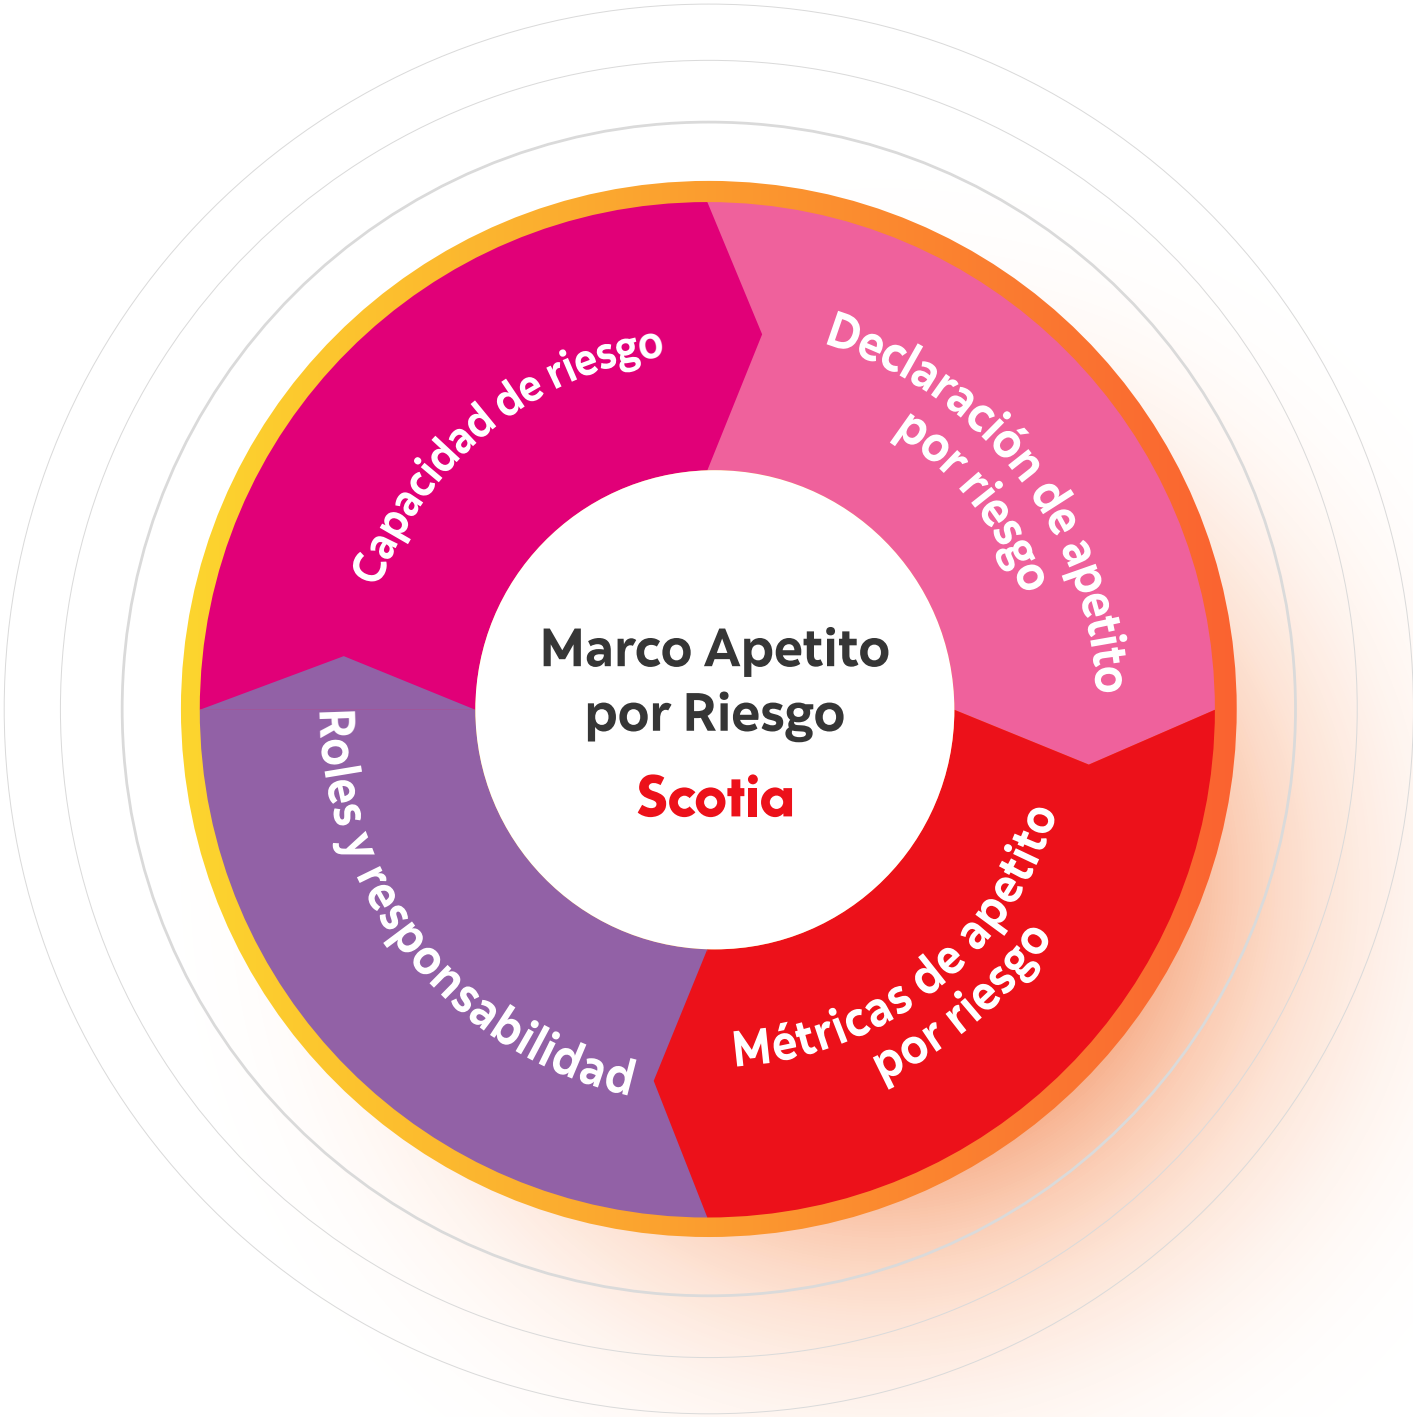 Capacidad de riesgo
Declaración de apetito
por riesgo
Métricas de apetito
por riesgo
Roles y responsabilidad
Marco Apetito
por Riesgo
Scotia